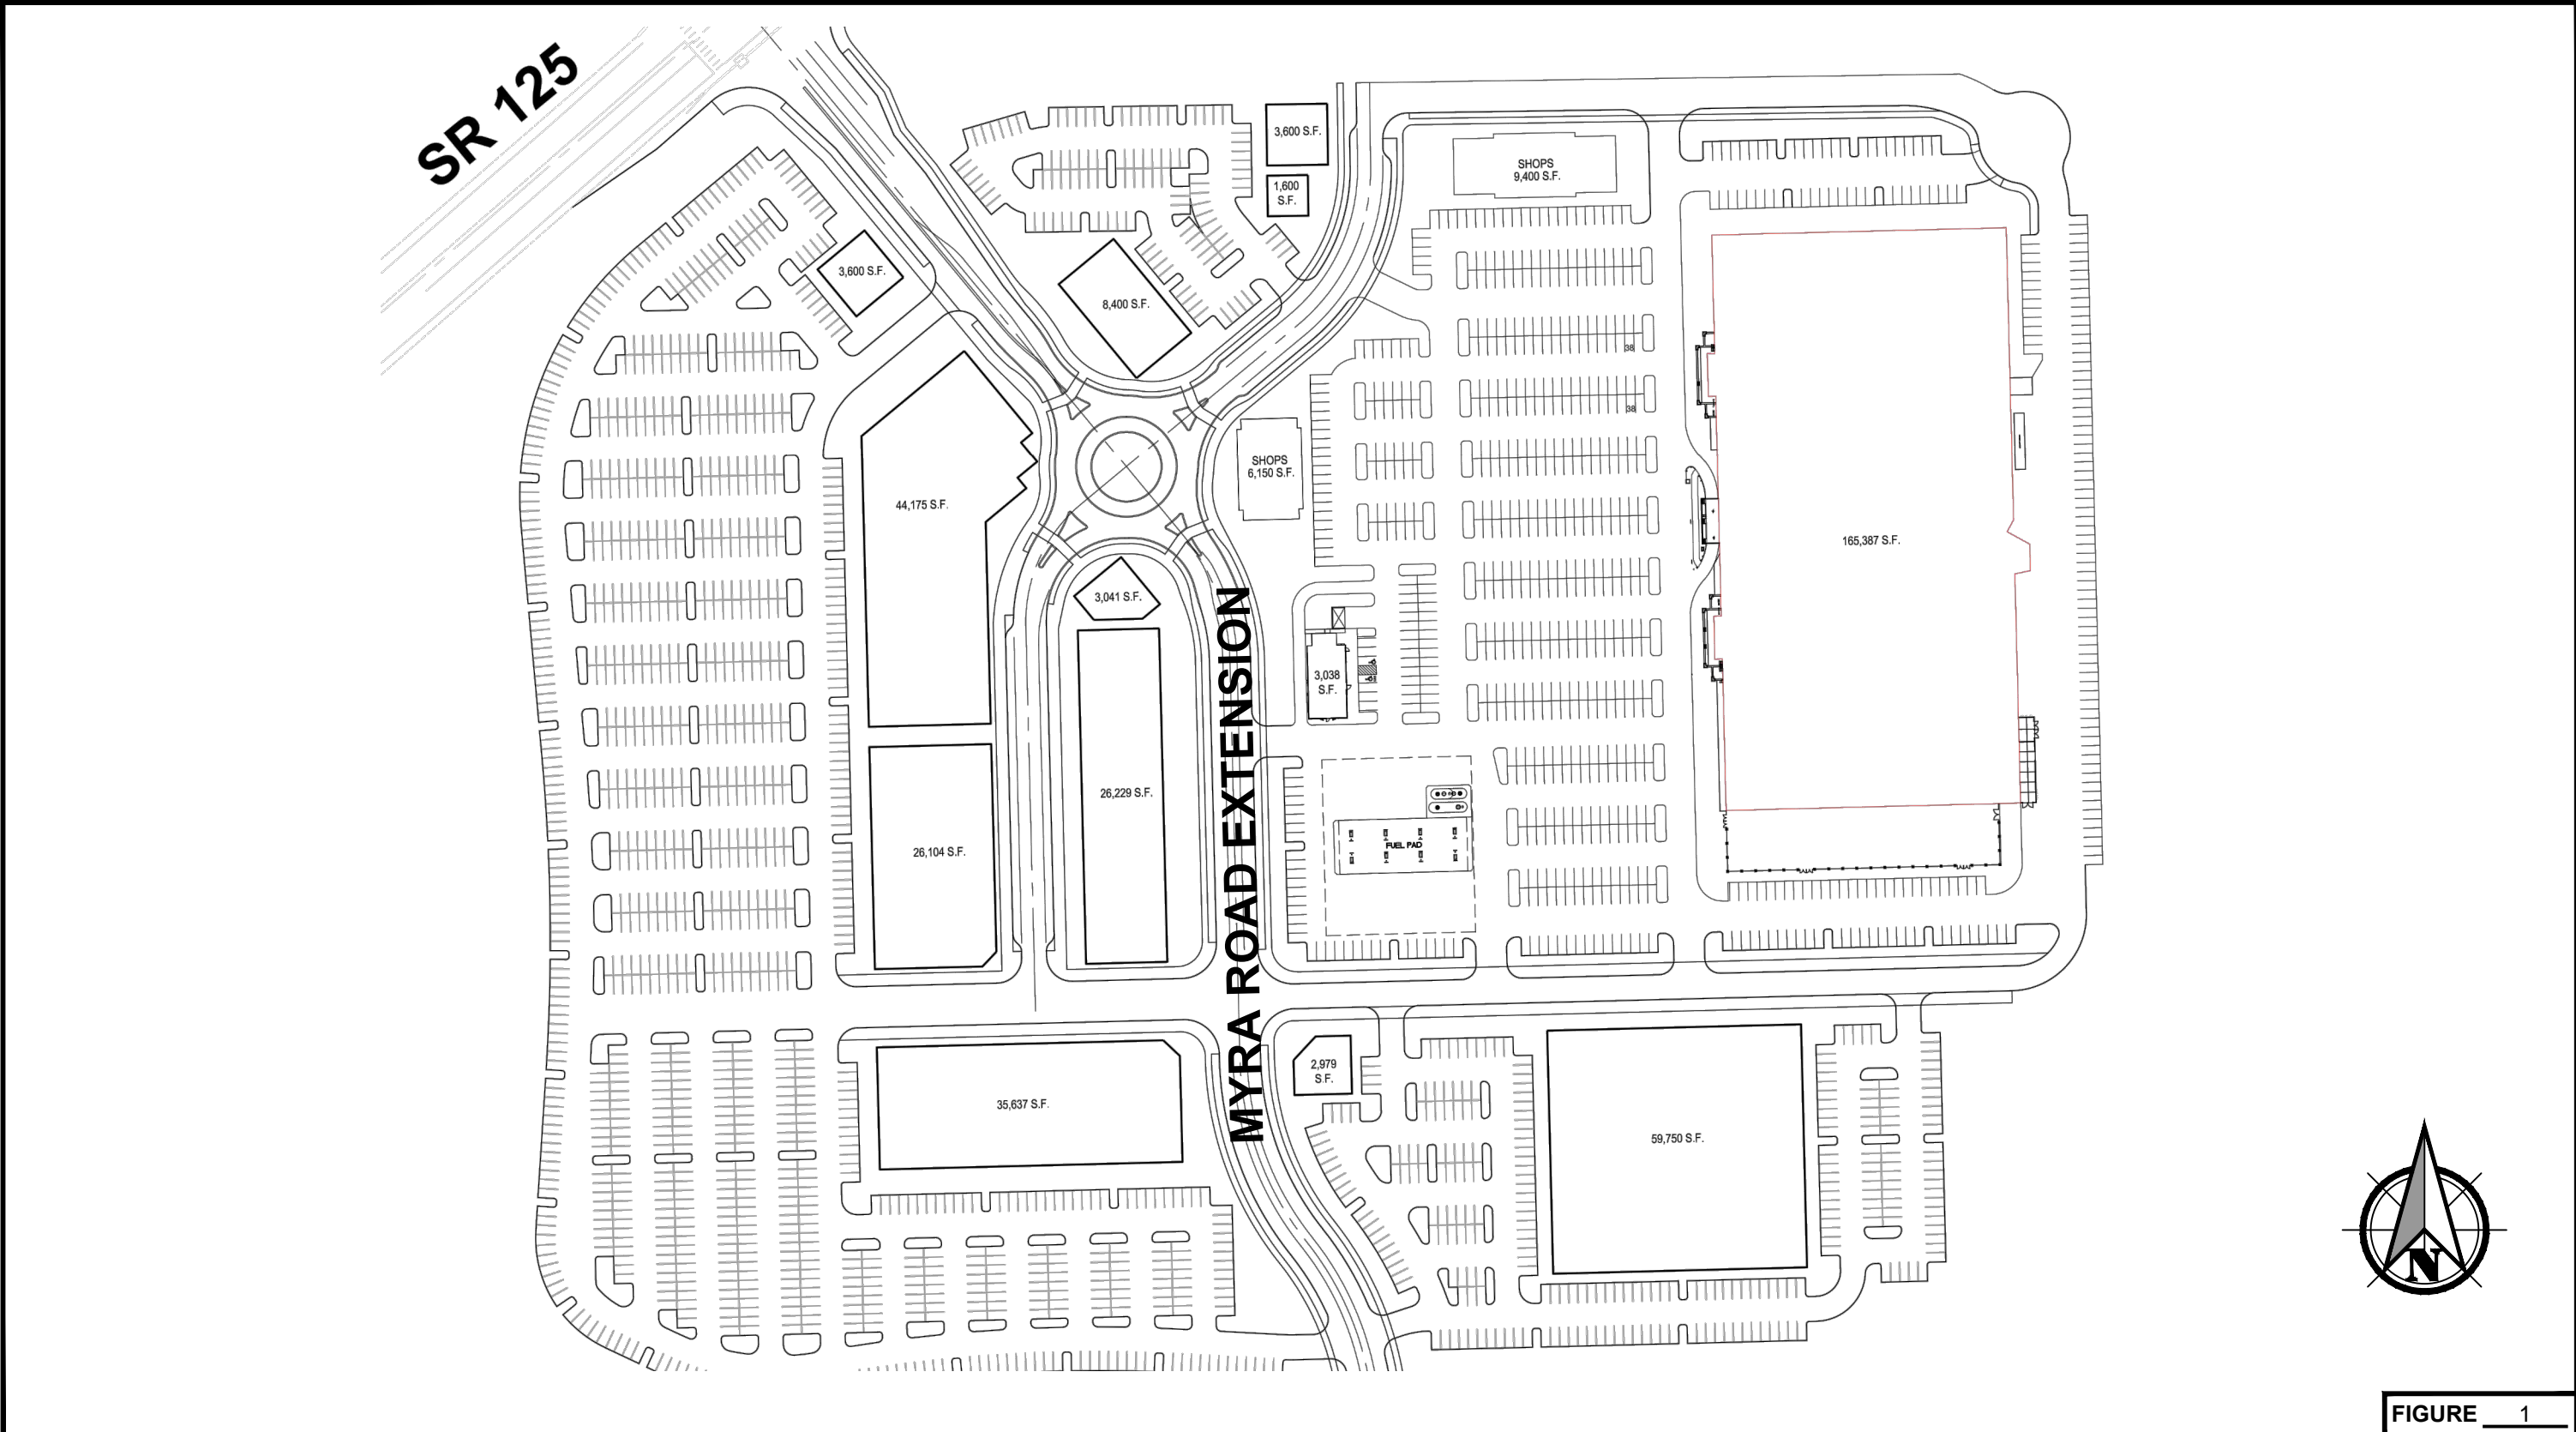 SR 125
3,600 S.F.
1,600
S.F.
SHOPS
9,400 S.F.
3,600 S.F.
8,400 S.F.
38
38
SHOPS
6,150 S.F.
44,175 S.F.
165,387 S.F.
3,041 S.F.
MYRA ROAD EXTENSION
3,038
S.F.
26,229 S.F.
FUEL PAD
26,104 S.F.
2,979
S.F.
35,637 S.F.
59,750 S.F.
N
FIGURE 1